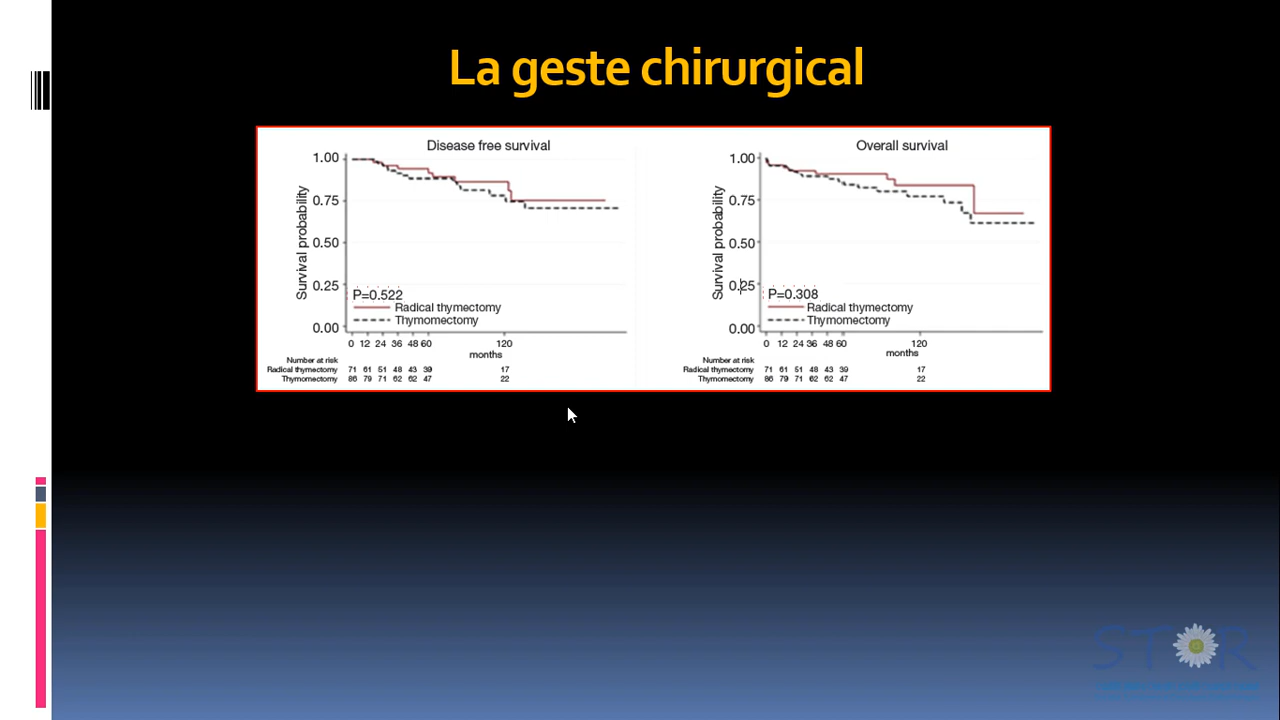 La geste chirurgical
Disease free survival
Survival probability
1.00
0.75
0.50
0.25
0.00
P=0.522
Radical thymectomy
Thymomectomy
0 12 24 36 48 60 120
months
Number at risk
Radical thymectomy 71 61 51 48 43 39 17
Thymomectomy 86 79 71 62 62 47 22
Overall survival
Survival probability
1.00
0.75
0.50
0.25
0.00
P=0.308
Radical thymectomy
Thymomectomy
0 12 24 36 48 60 120
months
Number at risk
Radical thymectomy 71 61 51 48 43 39 17
Thymomectomy 86 79 71 62 62 47 22